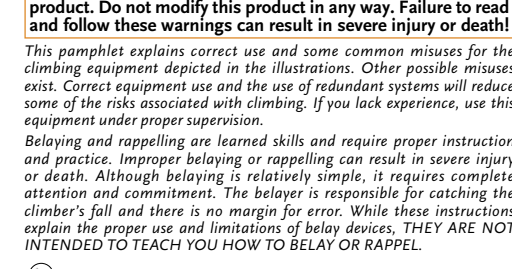 product. Do not modify this product in any way. Failure to read
and follow these warnings can result in severe injury or death!
This pamphlet explains correct use and some common misuses for the
climbing equipment depicted in the illustrations. Other possible misuses
exist. Correct equipment use and the use of redundant systems will reduce
some of the risks associated with climbing. If you lack experience, use this
equipment under proper supervision.
Belaying and rappelling are learned skills and require proper instruction
and practice. Improper belaying or rappelling can result in severe injury
or death. Although belaying is relatively simple, it requires complete
attention and commitment. The belayer is responsible for catching the
climber's fall and there is no margin for error. While these instructions
explain the proper use and limitations of belay devices, THEY ARE NOT
INTENDED TO TEACH YOU HOW TO BELAY OR RAPPEL.